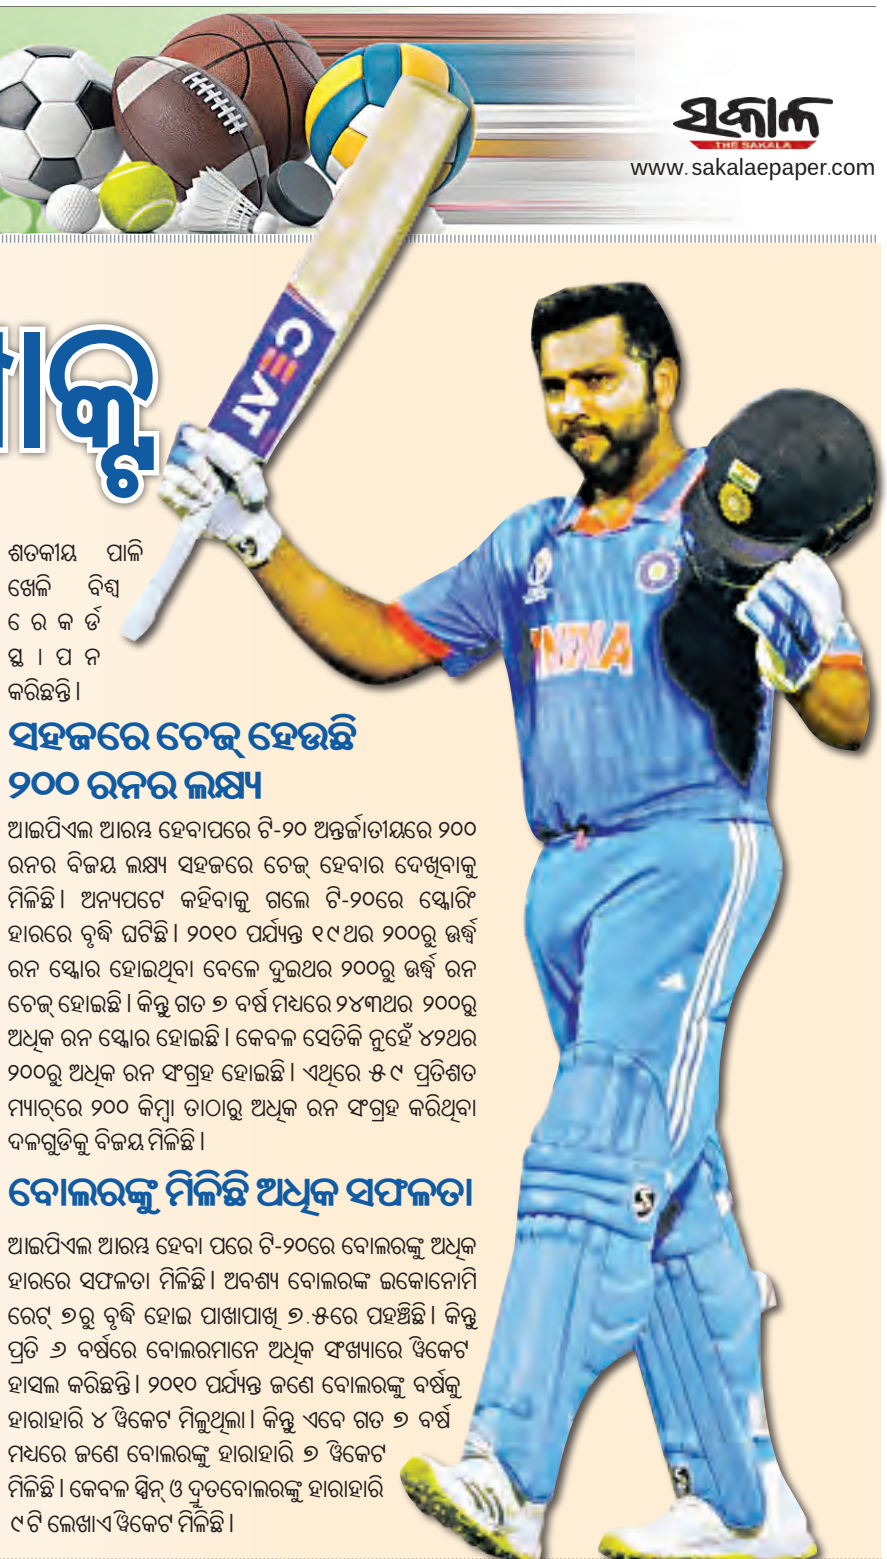 ସକାଳ
THE SAKALA
www.sakalaepaper.com
CEAT
INDIA
ଶତକୀୟ ପାଳି
ଖେଳି ବିଶ୍ୱ
ରେକର୍ଡ
ସ୍ଥାପନ
କରିଛନ୍ତି।
ସହଜରେ ଚେଜ୍ ହେଉଛି
୨୦୦ ରନର ଲକ୍ଷ୍ୟ
ଆଇପିଏଲ ଆରମ୍ଭ ହେବାପରେ ଟି-୨୦ ଅନ୍ତର୍ଜାତୀୟରେ ୨୦୦
ରନର ବିଜୟ ଲକ୍ଷ୍ୟ ସହଜରେ ଚେଜ୍ ହେବାର ଦେଖିବାକୁ
ମିଳିଛି। ଅନ୍ୟପଟେ କହିବାକୁ ଗଲେ ଟି-୨୦ରେ ସ୍କୋରିଂ
ହାରରେ ବୃଦ୍ଧି ଘଟିଛି। ୨୦୧୦ ପର୍ଯ୍ୟନ୍ତ ୧୯ଥର ୨୦୦ରୁ ଊର୍ଦ୍ଧ୍ୱ
ରନ ସ୍କୋର ହୋଇଥିବା ବେଳେ ଦୁଇଥର ୨୦୦ରୁ ଊର୍ଦ୍ଧ୍ୱ ରନ
ଚେଜ୍ ହୋଇଛି। କିନ୍ତୁ ଗତ ୭ ବର୍ଷ ମଧ୍ୟରେ ୨୪୩ଥର ୨୦୦ରୁ
ଅଧିକ ରନ ସ୍କୋର ହୋଇଛି। କେବଳ ସେତିକି ନୁହେଁ ୪୨ଥର
୨୦୦ରୁ ଅଧିକ ରନ ସଂଗ୍ରହ ହୋଇଛି। ଏଥିରେ ୫୯ ପ୍ରତିଶତ
ମ୍ୟାଚ୍‌ରେ ୨୦୦ କିମ୍ବା ତାଠାରୁ ଅଧିକ ରନ ସଂଗ୍ରହ କରିଥିବା
ଦଳଗୁଡିକୁ ବିଜୟ ମିଳିଛି।
ବୋଲରଙ୍କୁ ମିଳିଛି ଅଧିକ ସଫଳତା
ଆଇପିଏଲ ଆରମ୍ଭ ହେବା ପରେ ଟି-୨୦ରେ ବୋଲରଙ୍କୁ ଅଧିକ
ହାରରେ ସଫଳତା ମିଳିଛି। ଅବଶ୍ୟ ବୋଲରଙ୍କ ଇକୋନୋମି
ରେଟ୍ ୭ରୁ ବୃଦ୍ଧି ହୋଇ ପାଖାପାଖି ୭.୫ରେ ପହଞ୍ଚିଛି। କିନ୍ତୁ
ପ୍ରତି ୬ ବର୍ଷରେ ବୋଲରମାନେ ଅଧିକ ସଂଖ୍ୟାରେ ୱିକେଟ
ହାସଲ କରିଛନ୍ତି। ୨୦୧୦ ପର୍ଯ୍ୟନ୍ତ ଜଣେ ବୋଲରଙ୍କୁ ବର୍ଷକୁ
ହାରାହାରି ୪ ୱିକେଟ ମିଳୁଥିଲା। କିନ୍ତୁ ଏବେ ଗତ ୭ ବର୍ଷ
ମଧ୍ୟରେ ଜଣେ ବୋଲରଙ୍କୁ ହାରାହାରି ୭ ୱିକେଟ
ମିଳିଛି। କେବଳ ସ୍ପିନ୍ ଓ ଦ୍ରୁତବୋଲରଙ୍କୁ ହାରାହାରି
୯ଟି ଲେଖାଏ ୱିକେଟ ମିଳିଛି।